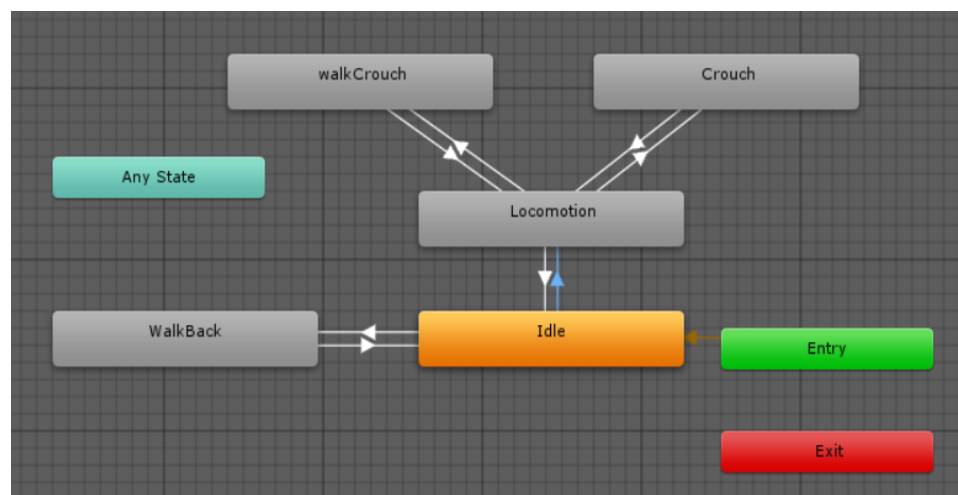 walkCrouch
Crouch
Any State
Locomotion
WalkBack
Idle
Entry
Exit